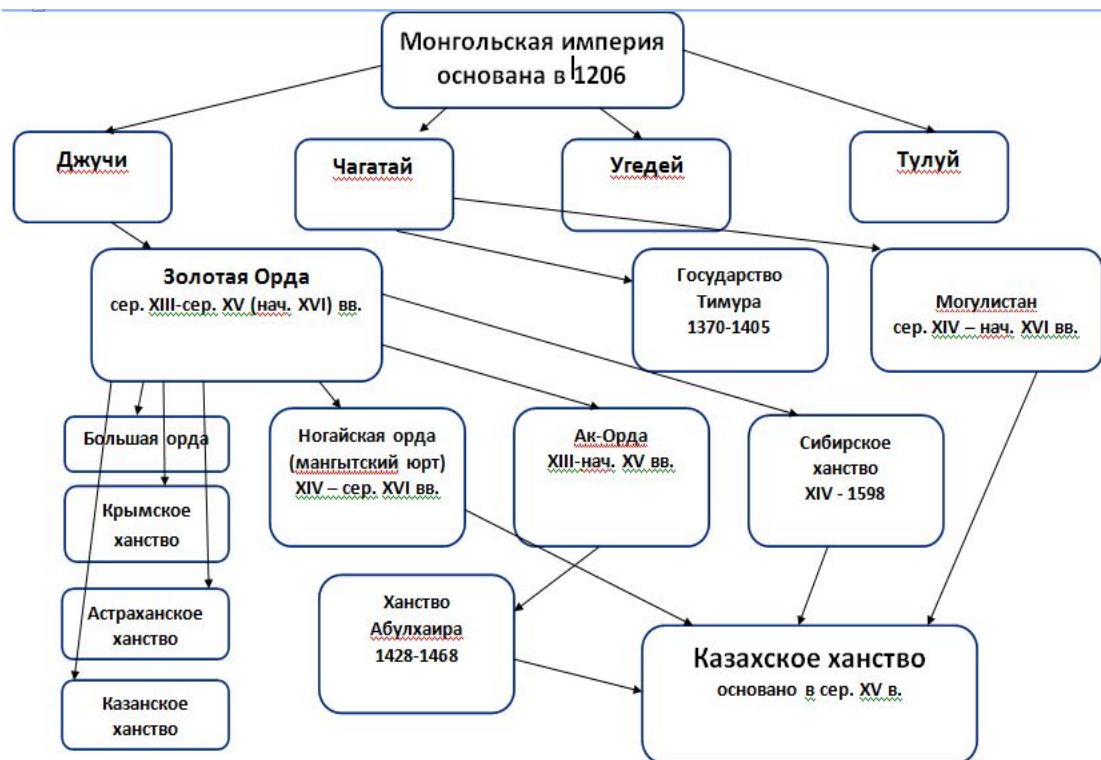 Монгольская империя
основана в 1206
Джучи
Чагатай
Угедей
Тулуй
Золотая Орда
сер. XIII-сер. XV (нач. XVI) вв.
Государство
Тимура
1370-1405
Могулистан
сер. XIV – нач. XVI вв.
Большая орда
Ногайская орда
(мангытский юрт)
XIV – сер. XVI вв.
Ак-Орда
XIII-нач. XV вв.
Сибирское
ханство
XIV - 1598
Крымское
ханство
Астраханское
ханство
Казанское
ханство
Ханство
Абулхаира
1428-1468
Казахское ханство
основано в сер. XV в.